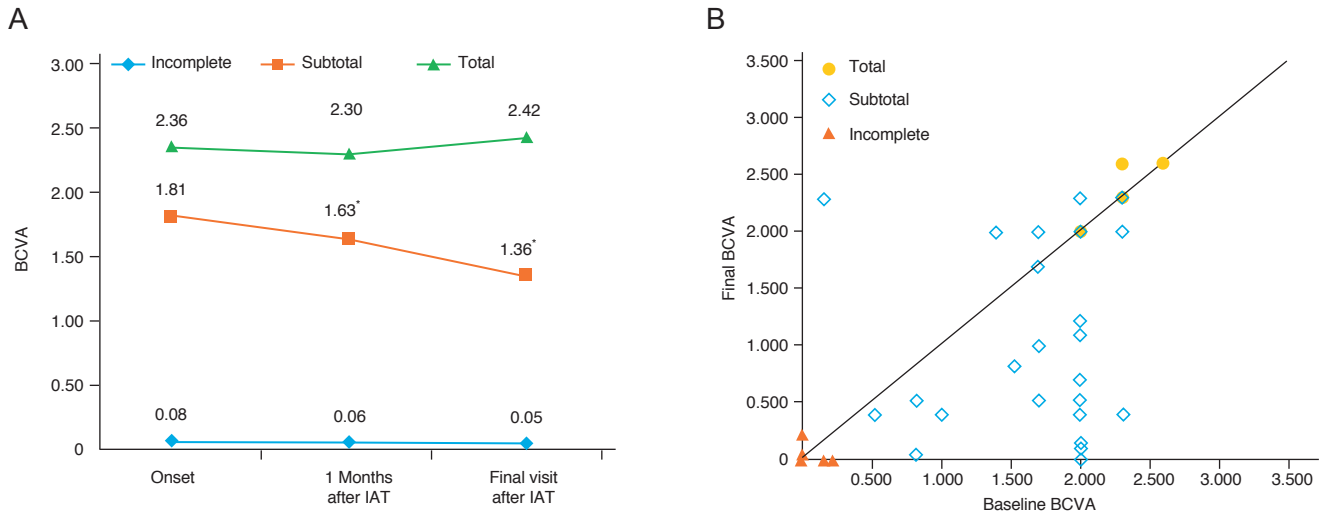 A
Incomplete Subtotal Total
3.00
2.50
2.00
1.50
1.00
0.50
0
BCVA
2.36
2.30
2.42
1.81
1.63*
1.36*
0.08
0.06
0.05
Onset
1 Months
after IAT
Final visit
after IAT
B
Total
Subtotal
Incomplete
3.500
3.000
2.500
2.000
1.500
1.000
0.500
0
Final BCVA
0.500 1.000 1.500 2.000 2.500 3.000 3.500
Baseline BCVA